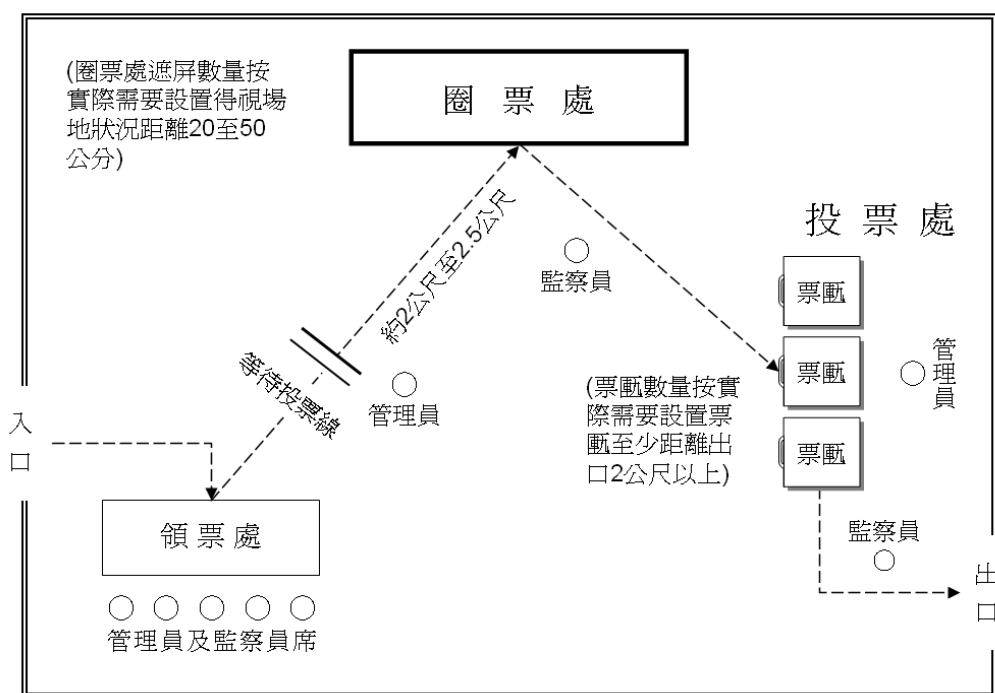 (圈票處遮屏數量按
實際需要設置得視場
地狀況距離20至50
公分)
圈票處
投票處
監察員
約2公尺至2.5公尺
票匭
票匭
票匭
管理員
等待投票線
管理員
(票匭數量按實
際需要設置票
匭至少距離出
口2公尺以上)
入口
領票處
管理員及監察員席
監察員
出口